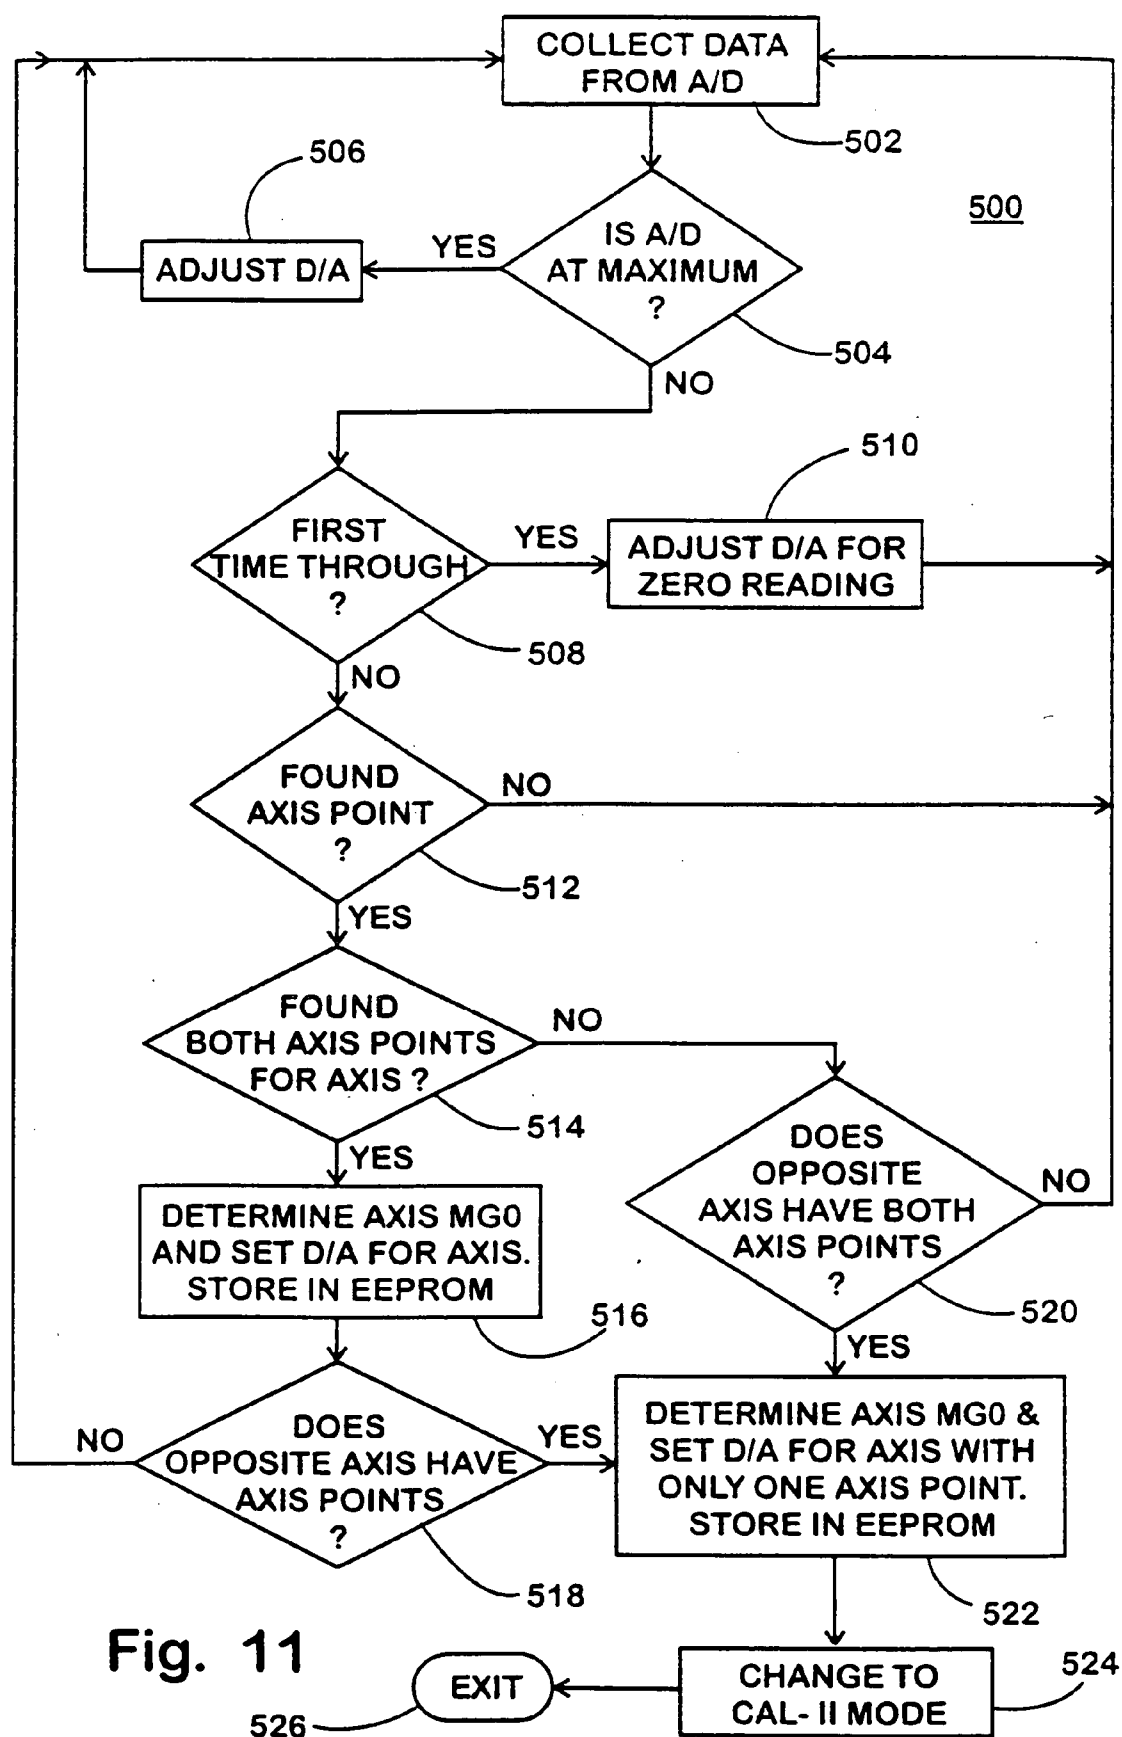 COLLECT DATA
FROM A/D
502
506
500
IS A/D
AT MAXIMUM
?
YES
ADJUST D/A
504
NO
510
FIRST
TIME THROUGH
?
YES
ADJUST D/A FOR
ZERO READING
508
NO
FOUND
AXIS POINT
?
NO
512
YES
FOUND
BOTH AXIS POINTS
FOR AXIS ?
NO
514
YES
DOES
OPPOSITE
AXIS HAVE BOTH
AXIS POINTS
?
NO
520
YES
DETERMINE AXIS MG0
AND SET D/A FOR AXIS.
STORE IN EEPROM
516
DOES
OPPOSITE AXIS HAVE
AXIS POINTS
?
NO
YES
518
DETERMINE AXIS MG0 &
SET D/A FOR AXIS WITH
ONLY ONE AXIS POINT.
STORE IN EEPROM
522
CHANGE TO
CAL- II MODE
524
EXIT
526
Fig. 11